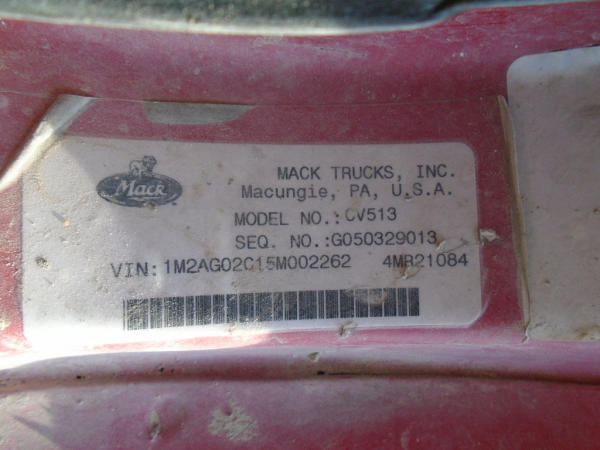 Mack
MACK TRUCKS, INC.
Macungie, PA, U.S.A.
MODEL NO.:CV513
SEQ. NO.:G050329013
VIN:1M2AG02C15M002262 4MR21084